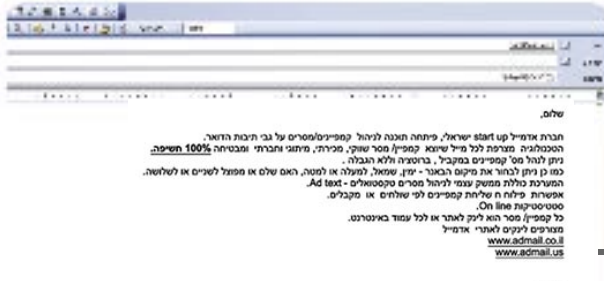 שלום,
חברת אדמייל start up ישראלי, פיתחה תוכנה לניהול קמפיינים/מסרים על גבי תיבות הדואר.
הטכנולוגיה מצרפת לכל מייל שיוצא קמפיין/ מסר שווקי, מכירתי, מיתוגי וחברתי ומבטיחה 100% חשיפה.
ניתן לנהל מס' קמפיינים במקביל , ברוטציה וללא הגבלה .
כמו כן ניתן לבחור את מיקום הבאנר - ימין, שמאל, למעלה או למטה, האם שלם או מפוצל לשניים או לשלושה.
המערכת כוללת ממשק עצמי לניהול מסרים טקסטואלים - Ad text.
אפשרות פילוח ח שליחת קמפיינים לפי שולחים או מקבלים.
סטטיסטיקות On line.
כל קמפיין/ מסר הוא לינק לאתר או לכל עמוד באינטרנט.
מצורפים לינקים לאתרי אדמייל
www.admail.co.il
www.admail.us